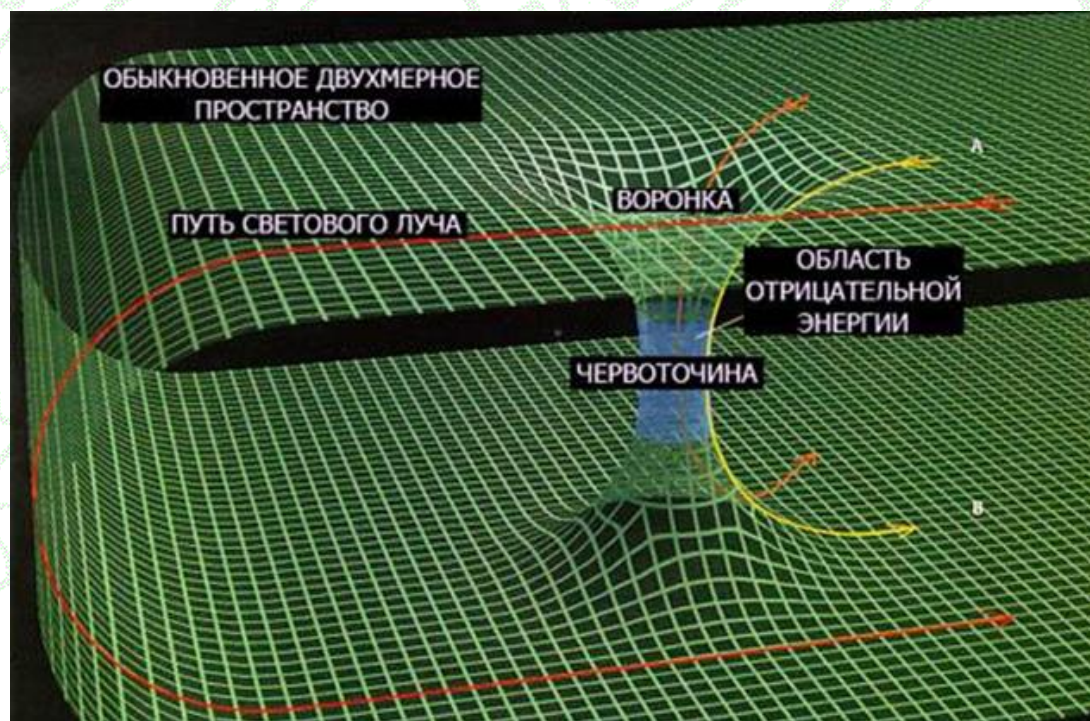 ОБЫКНОВЕННОЕ ДВУХМЕРНОЕ
ПРОСТРАНСТВО
A
ВОРОНКА
ПУТЬ СВЕТОВОГО ЛУЧА
ОБЛАСТЬ
ОТРИЦАТЕЛЬНОЙ
ЭНЕРГИИ
ЧЕРВОТОЧИНА
B